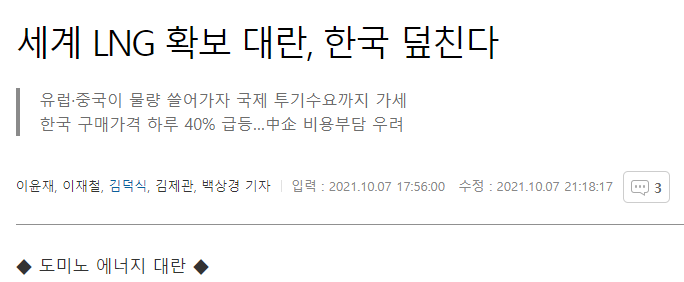 세계 LNG 확보 대란, 한국 덮친다
유럽·중국이 물량 쓸어가자 국제 투기수요까지 가세
한국 구매가격 하루 40% 급등...中企 비용부담 우려
이윤재, 이재철, 김덕식, 김제관, 백상경 기자 | 입력 : 2021.10.07 17:56:00 수정 : 2021.10.07 21:18:17 3
◆ 도미노 에너지 대란 ◆